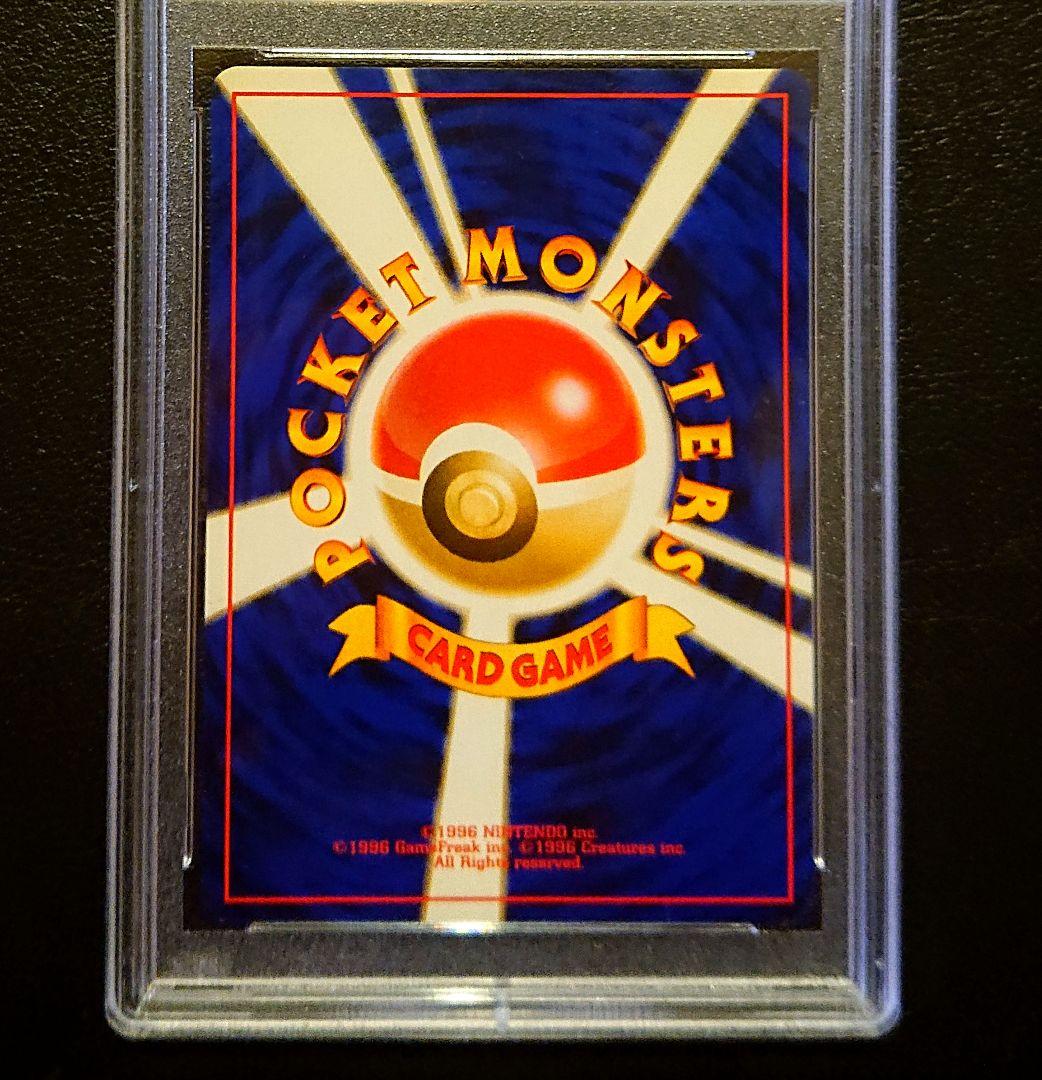 POCKET MONSTERS
CARD GAME
©1996 NINTENDO inc.
©1996 GameFreak inc. ©1996 Creatures inc.
All Rights reserved.